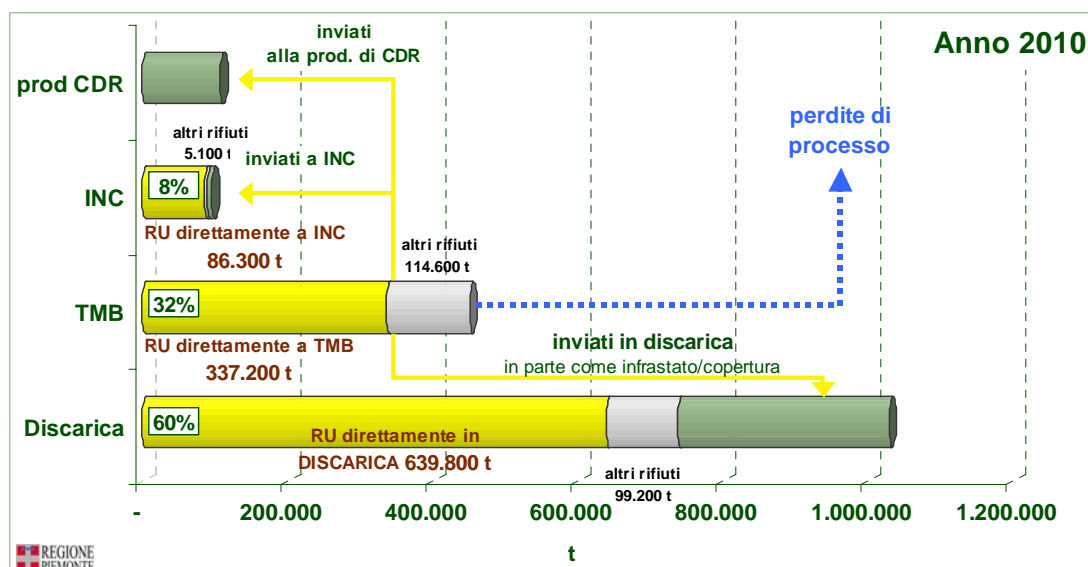 Anno 2010
inviati
alla prod. di CDR
prod CDR
perdite di
processo
altri rifiuti
5.100 t
inviati a INC
8%
INC
RU direttamente a INC
86.300 t
altri rifiuti
114.600 t
32%
TMB
RU direttamente a TMB
337.200 t
inviati in discarica
in parte come infrastato/copertura
60%
Discarica
RU direttamente in
DISCARICA 639.800 t
altri rifiuti
99.200 t
- 200.000 400.000 600.000 800.000 1.000.000 1.200.000
t
REGIONE
PIEMONTE